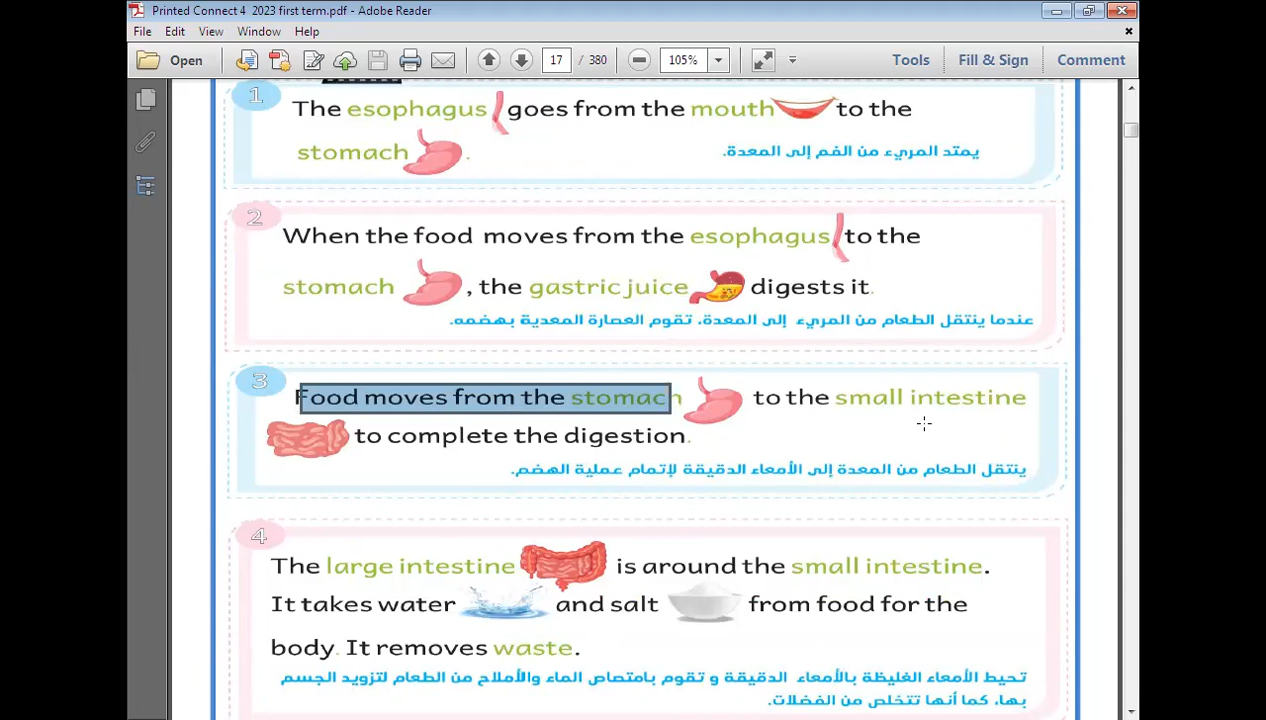 Printed Connect 4 2023 first term.pdf - Adobe Reader
File Edit View Window Help
Open 17 / 380 105% Tools Fill & Sign Comment
1
The esophagus goes from the mouth to the
stomach .
يمتد المريء من الفم إلى المعدة.
2
When the food moves from the esophagus to the
stomach , the gastric juice digests it.
عندما ينتقل الطعام من المريء إلى المعدة، تقوم العصارة المعدية بهضمه.
3
Food moves from the stomach to the small intestine
to complete the digestion.
ينتقل الطعام من المعدة إلى الأمعاء الدقيقة لإتمام عملية الهضم.
4
The large intestine is around the small intestine.
It takes water and salt from food for the
body. It removes waste.
تحيط الأمعاء الغليظة بالأمعاء الدقيقة و تقوم بامتصاص الماء والأملاح من الطعام لتزويد الجسم
بها، كما أنها تتخلص من الفضلات.